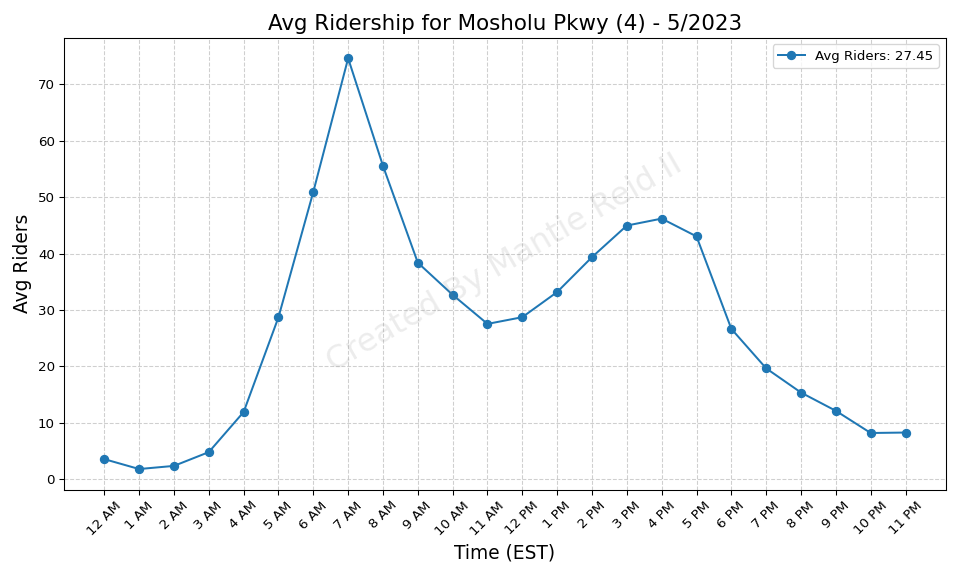 Avg Ridership for Mosholu Pkwy (4) - 5/2023
Avg Riders: 27.45
Avg Riders
70
60
50
40
30
20
10
0
Created By Mantle Reid II
12 AM
1 AM
2 AM
3 AM
4 AM
5 AM
6 AM
7 AM
8 AM
9 AM
10 AM
11 AM
12 PM
1 PM
2 PM
3 PM
4 PM
5 PM
6 PM
7 PM
8 PM
9 PM
10 PM
11 PM
Time (EST)